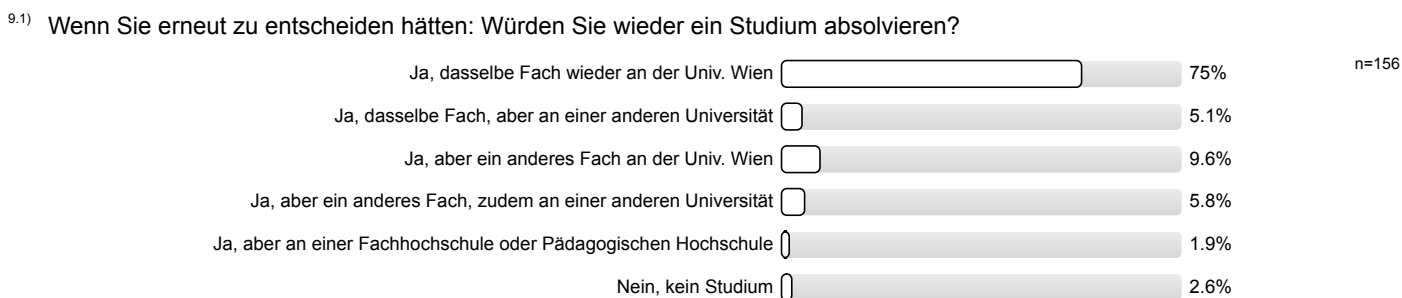 9.1) Wenn Sie erneut zu entscheiden hätten: Würden Sie wieder ein Studium absolvieren?
Ja, dasselbe Fach wieder an der Univ. Wien 75% n=156
Ja, dasselbe Fach, aber an einer anderen Universität 5.1%
Ja, aber ein anderes Fach an der Univ. Wien 9.6%
Ja, aber ein anderes Fach, zudem an einer anderen Universität 5.8%
Ja, aber an einer Fachhochschule oder Pädagogischen Hochschule 1.9%
Nein, kein Studium 2.6%